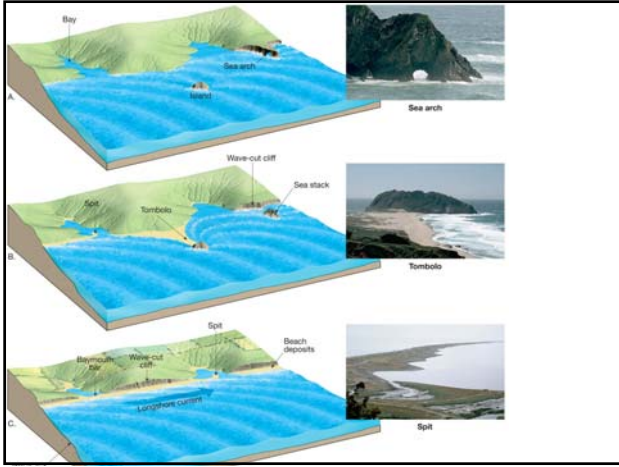 Bay
Sea arch
Island
A.
Sea arch
Wave-cut cliff
Sea stack
Spit
Tombolo
B.
Tombolo
Spit
Beach
deposits
Baymouth
bar
Wave-cut
cliff
Longshore current
C.
Spit